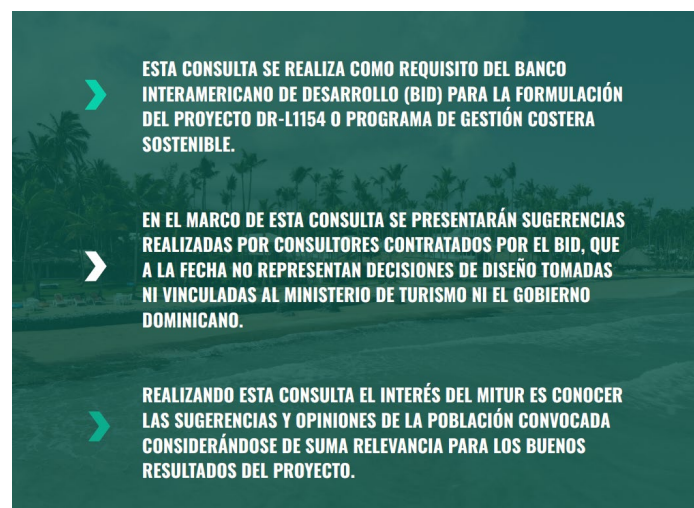 ESTA CONSULTA SE REALIZA COMO REQUISITO DEL BANCO
INTERAMERICANO DE DESARROLLO (BID) PARA LA FORMULACIÓN
DEL PROYECTO DR-L1154 O PROGRAMA DE GESTIÓN COSTERA
SOSTENIBLE.
EN EL MARCO DE ESTA CONSULTA SE PRESENTARÁN SUGERENCIAS
REALIZADAS POR CONSULTORES CONTRATADOS POR EL BID, QUE
A LA FECHA NO REPRESENTAN DECISIONES DE DISEÑO TOMADAS
NI VINCULADAS AL MINISTERIO DE TURISMO NI EL GOBIERNO
DOMINICANO.
REALIZANDO ESTA CONSULTA EL INTERÉS DEL MITUR ES CONOCER
LAS SUGERENCIAS Y OPINIONES DE LA POBLACIÓN CONVOCADA
CONSIDERÁNDOSE DE SUMA RELEVANCIA PARA LOS BUENOS
RESULTADOS DEL PROYECTO.